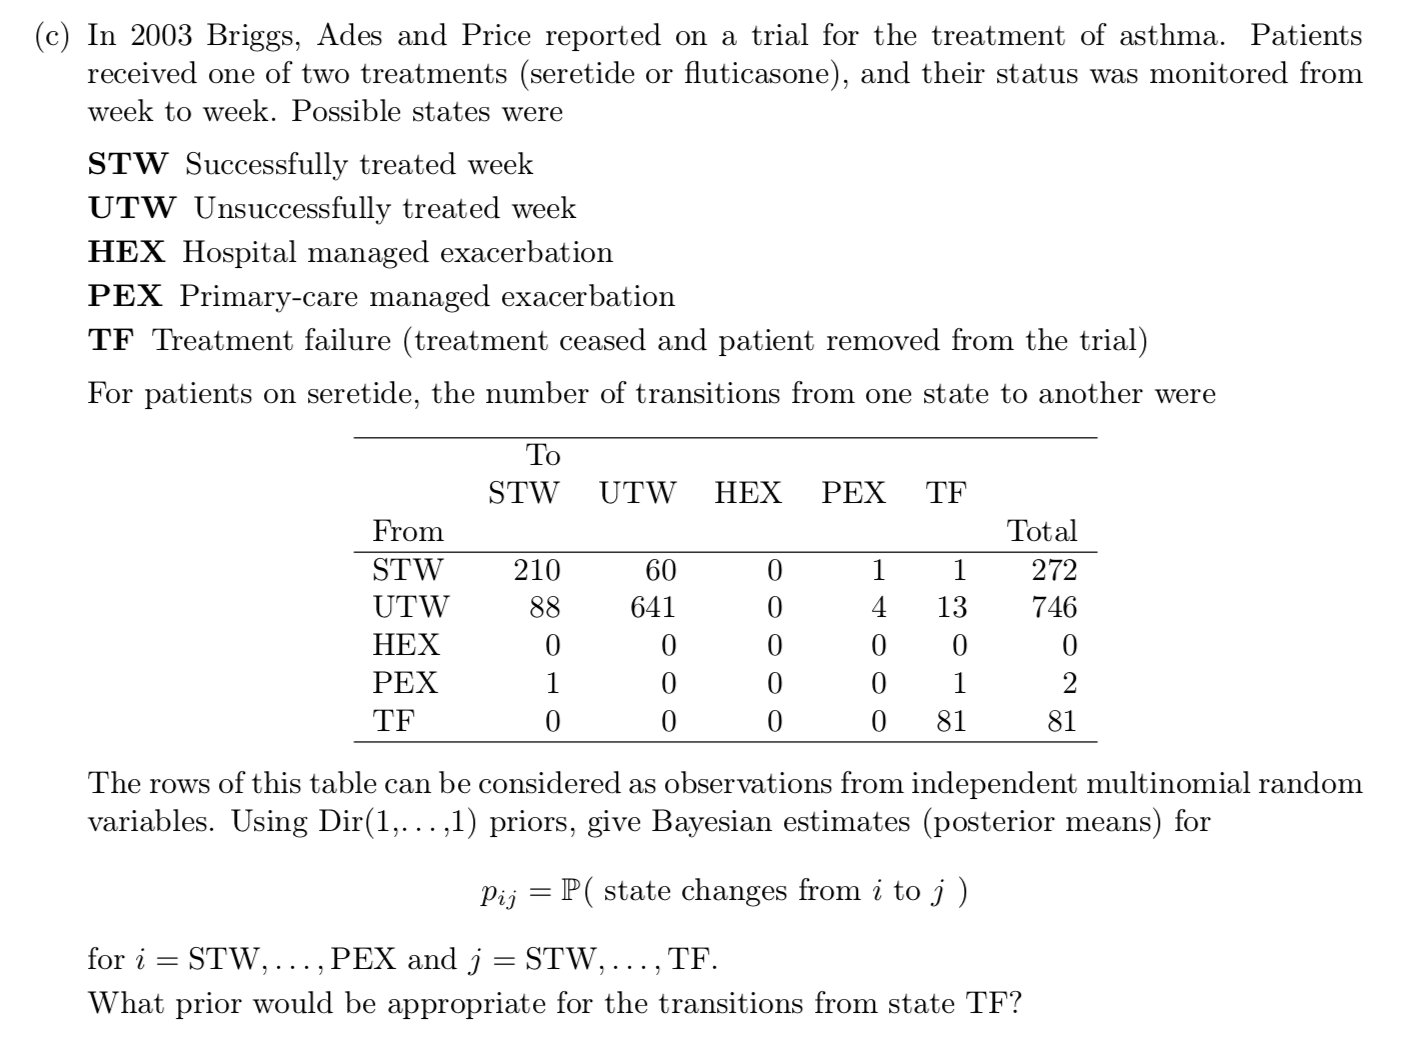 (c) In 2003 Briggs, Ades and Price reported on a trial for the treatment of asthma. Patients
received one of two treatments (seretide or fluticasone), and their status was monitored from
week to week. Possible states were
STW Successfully treated week
UTW Unsuccessfully treated week
HEX Hospital managed exacerbation
PEX Primary-care managed exacerbation
TF Treatment failure (treatment ceased and patient removed from the trial)
For patients on seretide, the number of transitions from one state to another were
To
STW UTW HEX PEX TF
From Total
STW 210 60 0 1 1 272
UTW 88 641 0 4 13 746
HEX 0 0 0 0 0 0
PEX 1 0 0 0 1 2
TF 0 0 0 0 81 81
The rows of this table can be considered as observations from independent multinomial random
variables. Using Dir(1,...,1) priors, give Bayesian estimates (posterior means) for
p_{ij} = ℙ( state changes from i to j )
for i = STW, ..., PEX and j = STW, ..., TF.
What prior would be appropriate for the transitions from state TF?